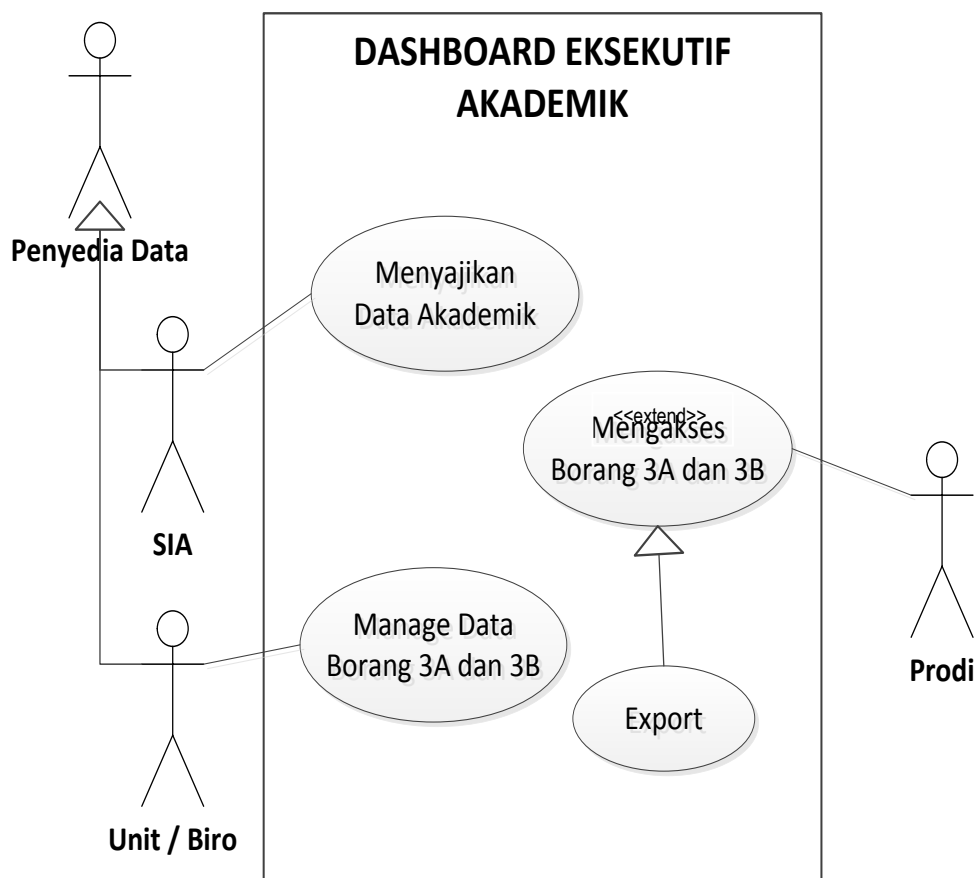 DASHBOARD EKSEKUTIF
AKADEMIK
Penyedia Data
Menyajikan
Data Akademik
<<extend>>
Mengakses
Borang 3A dan 3B
SIA
Manage Data
Borang 3A dan 3B
Prodi
Export
Unit / Biro